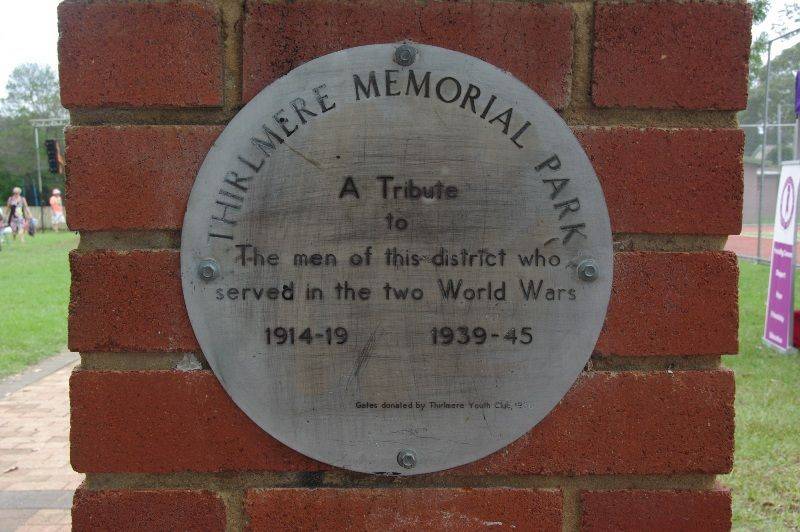 THIRLMERE MEMORIAL PARK
A Tribute
to
The men of this district who
served in the two World Wars
1914-19 1939-45
Gates donated by Thirlmere Youth Club,